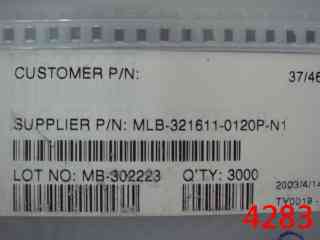 CUSTOMER P/N: 37/46
SUPPLIER P/N: MLB-321611-0120P-N1
LOT NO: MB-302223 Q'TY: 3000
2003/4/14
4283